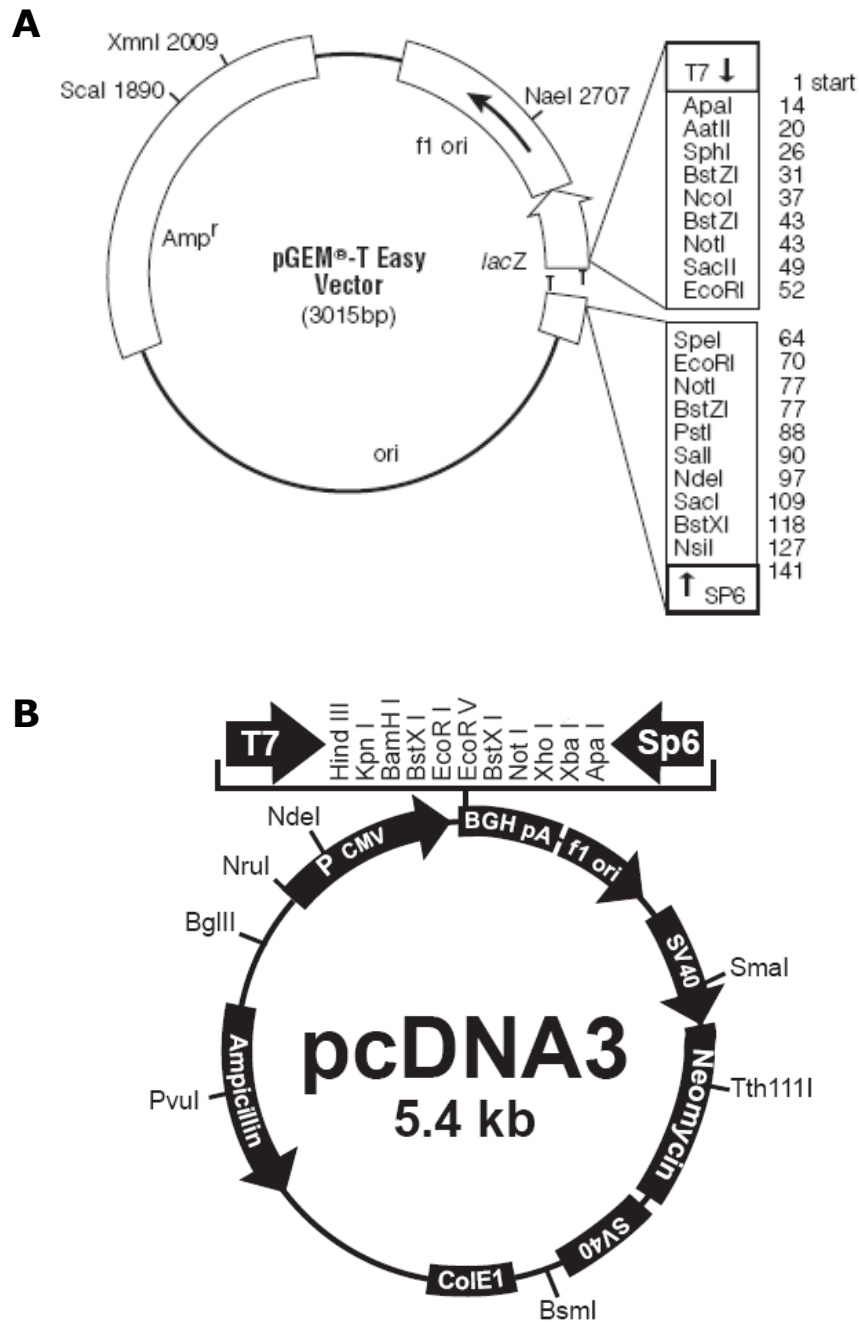 A
XmnI 2009
ScaI 1890
NaeI 2707
f1 ori
Ampr
pGEM®-T Easy
Vector
(3015bp)
lacZ
T
T
ori
T7 ↓
1 start
ApaI 14
AatII 20
SphI 26
BstZI 31
NcoI 37
BstZI 43
NotI 43
SacII 49
EcoRI 52
SpeI 64
EcoRI 70
NotI 77
BstZI 77
PstI 88
SalI 90
NdeI 97
SacI 109
BstXI 118
NsiI 127
141
↑ SP6
B
T7
Hind III
Kpn I
BamH I
BstX I
EcoR I
EcoR V
BstX I
Not I
Xho I
Xba I
Apa I
Sp6
NdeI
NruI
BglII
P CMV
BGH pA
f1 ori
SV40
SmaI
Neomycin
Tth111I
pcDNA3
5.4 kb
Ampicillin
PvuI
SV40
ColE1
BsmI